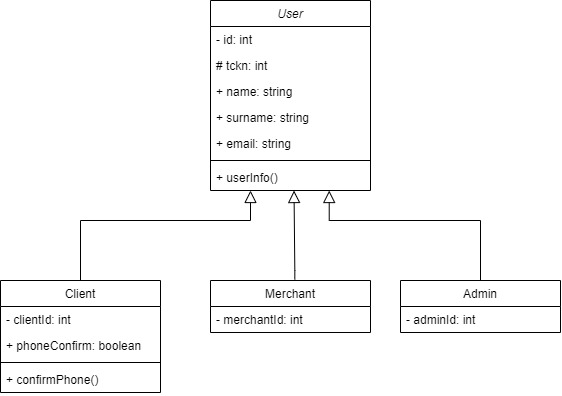 User
- id: int
# tckn: int
+ name: string
+ surname: string
+ email: string
+ userInfo()
Client
- clientId: int
+ phoneConfirm: boolean
+ confirmPhone()
Merchant
- merchantId: int
Admin
- adminId: int